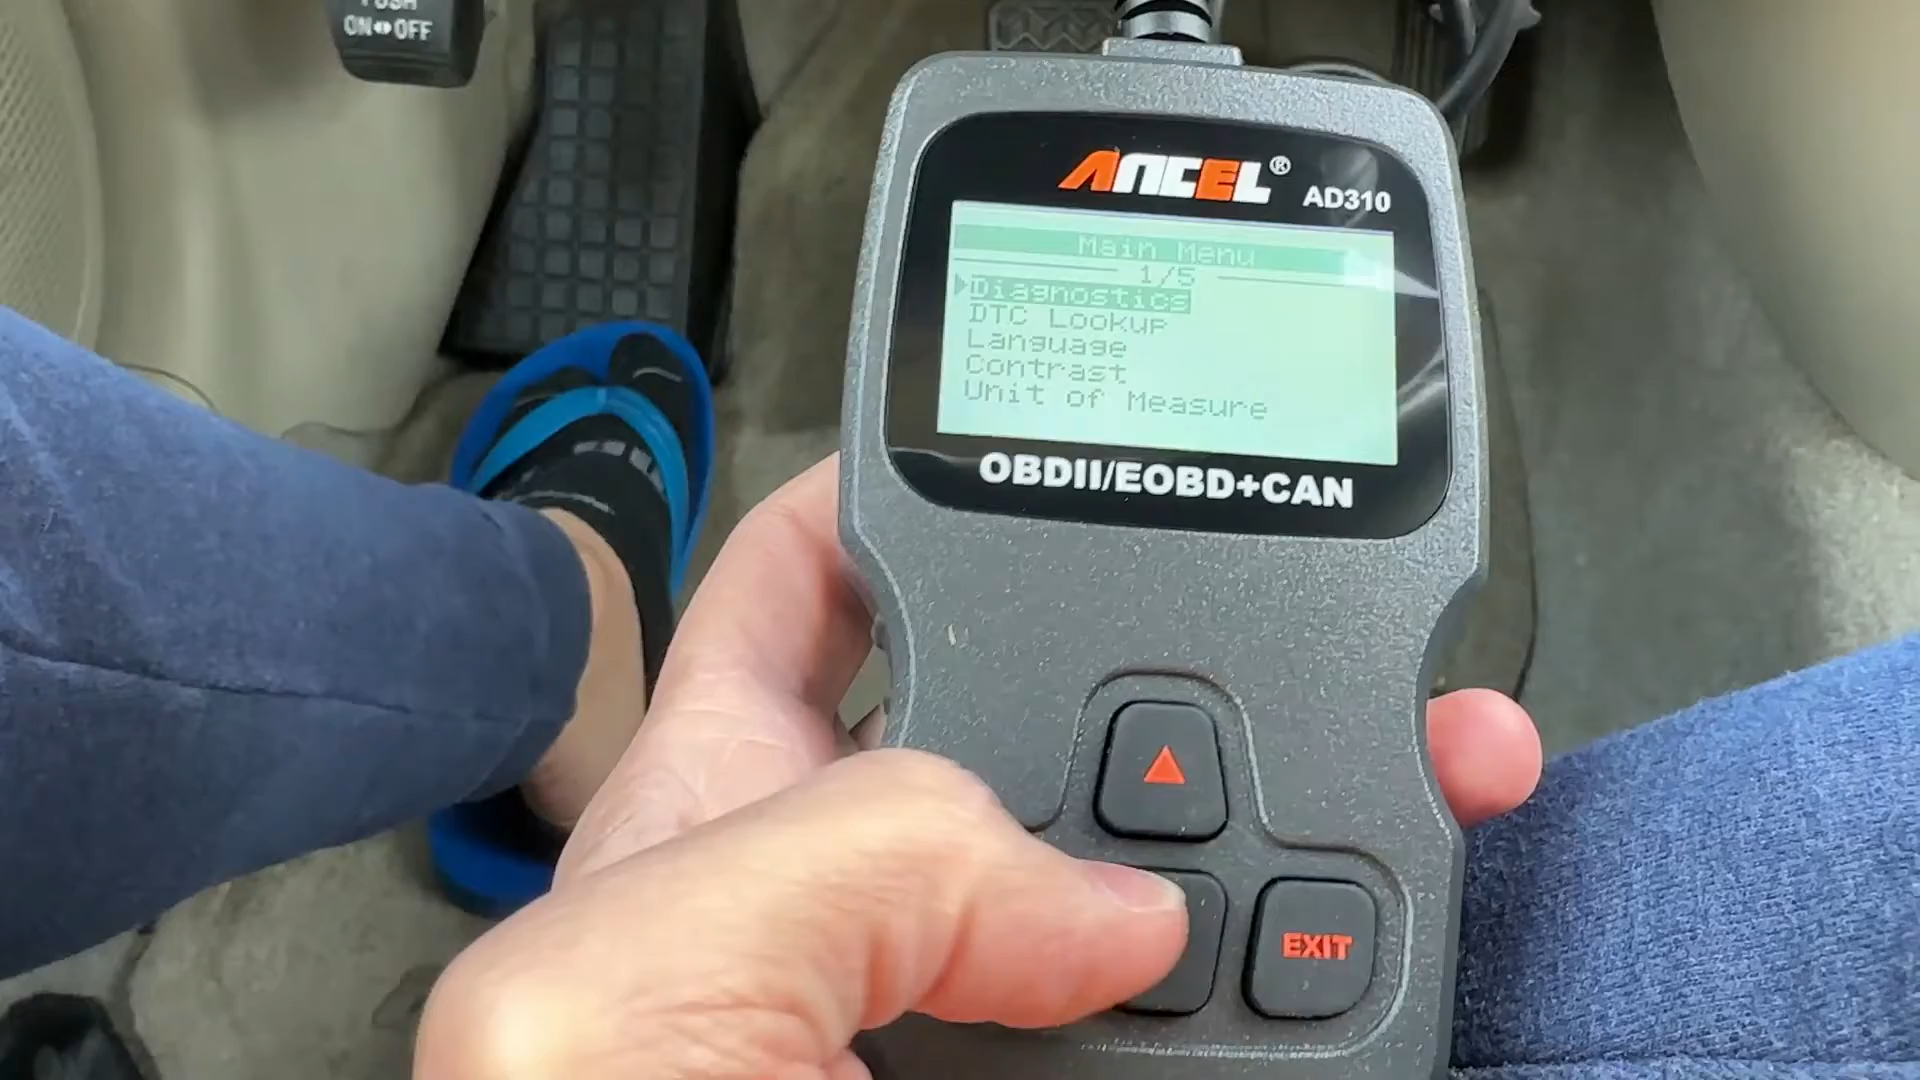 PUSH
ON◂▸OFF
ANCEL®
AD310
Main Menu
1/5
Diagnostics
DTC Lookup
Language
Contrast
Unit of Measure
OBDII/EOBD+CAN
EXIT